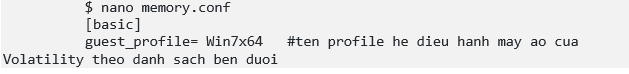 $ nano memory.conf
[basic]
guest_profile= Win7x64   #ten profile he dieu hanh may ao cua
Volatility theo danh sach ben duoi